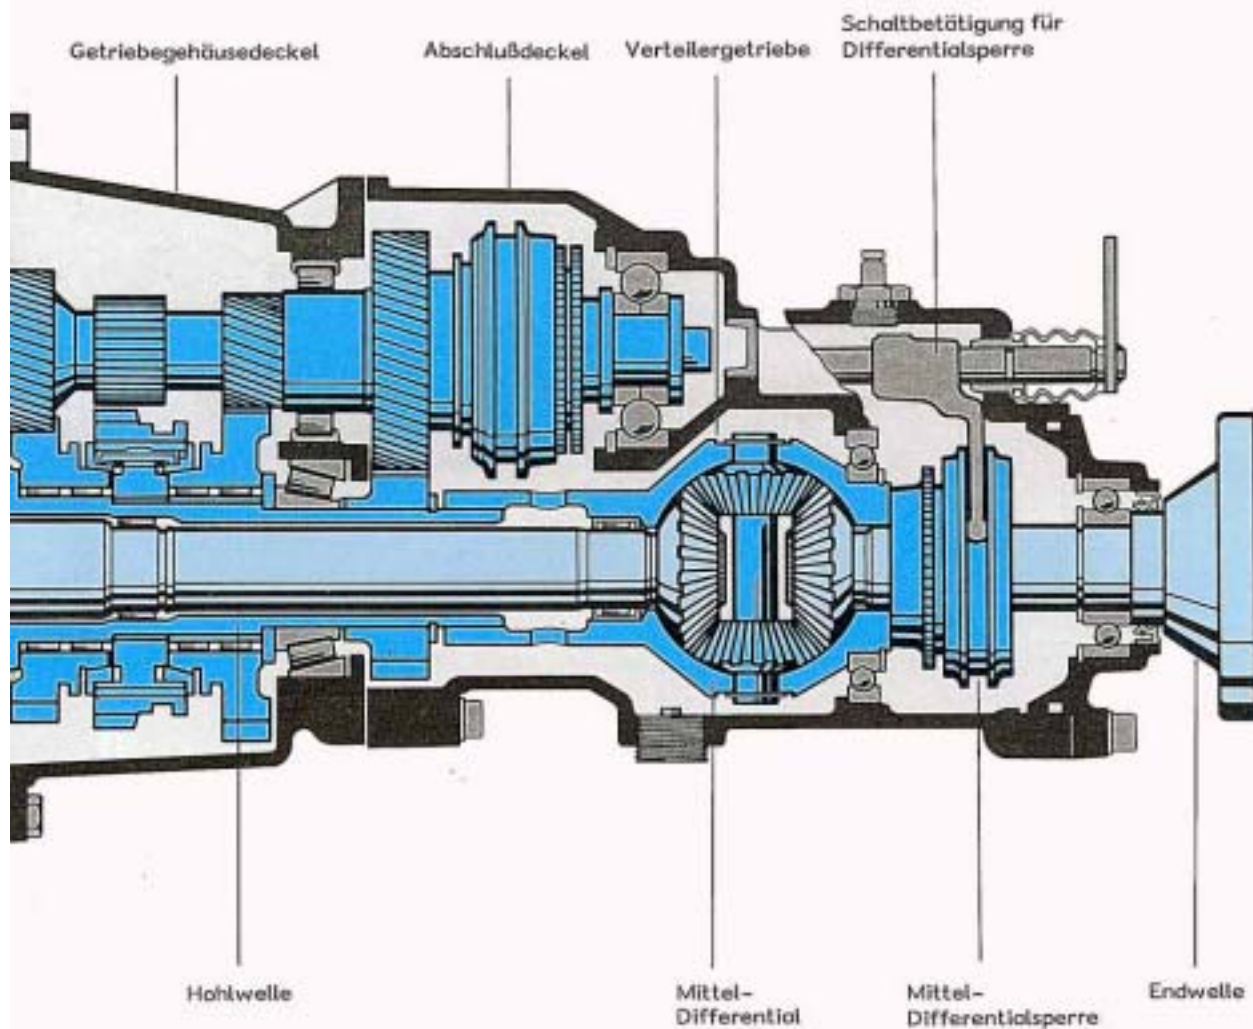 Getriebegehäusedeckel
Abschlußdeckel
Verteilergetriebe
Schaltbetätigung für
Differentialsperre
Hohlwelle
Mittel-
Differential
Mittel-
Differentialsperre
Endwelle